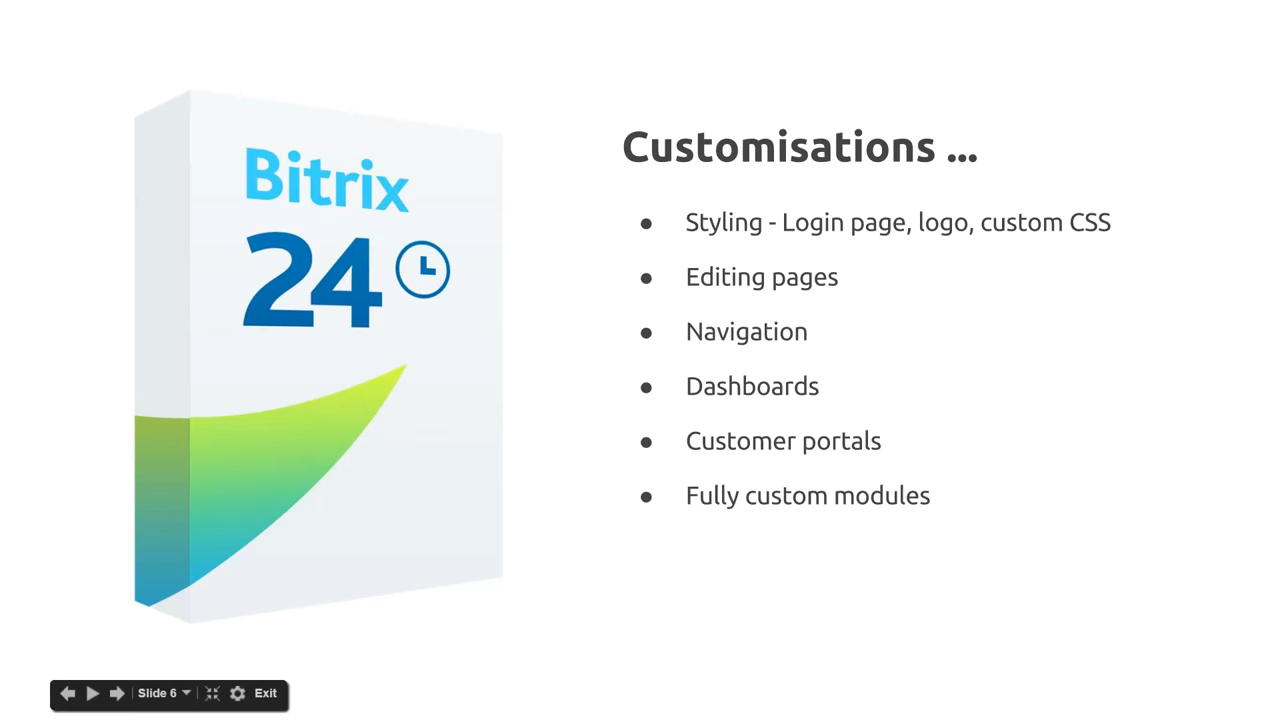 Bitrix
24
Customisations ...
● Styling - Login page, logo, custom CSS
● Editing pages
● Navigation
● Dashboards
● Customer portals
● Fully custom modules
Slide 6
Exit